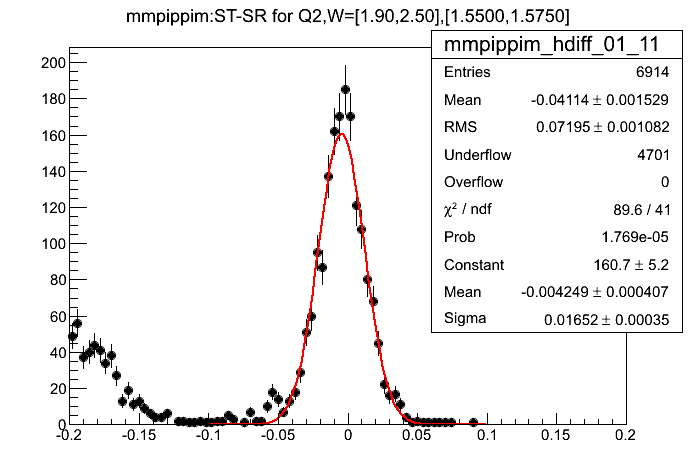 mmpippim:ST-SR for Q2,W=[1.90,2.50],[1.5500,1.5750]
mmpippim_hdiff_01_11
Entries 6914
Mean -0.04114 ± 0.001529
RMS 0.07195 ± 0.001082
Underflow 4701
Overflow 0
χ² / ndf 89.6 / 41
Prob 1.769e-05
Constant 160.7 ± 5.2
Mean -0.004249 ± 0.000407
Sigma 0.01652 ± 0.00035
200
180
160
140
120
100
80
60
40
20
0
-0.2 -0.15 -0.1 -0.05 0 0.05 0.1 0.15 0.2